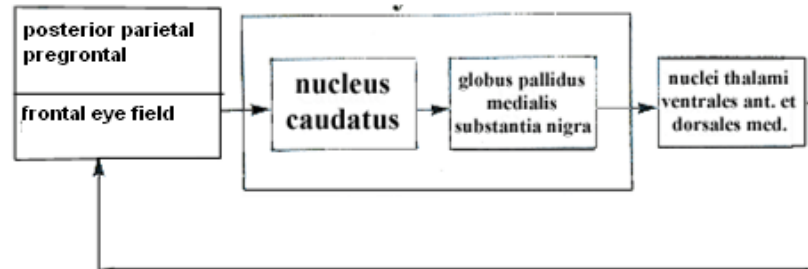 posterior parietal
pregrontal
frontal eye field
nucleus
caudatus
globus pallidus
medialis
substantia nigra
nuclei thalami
ventrales ant. et
dorsales med.